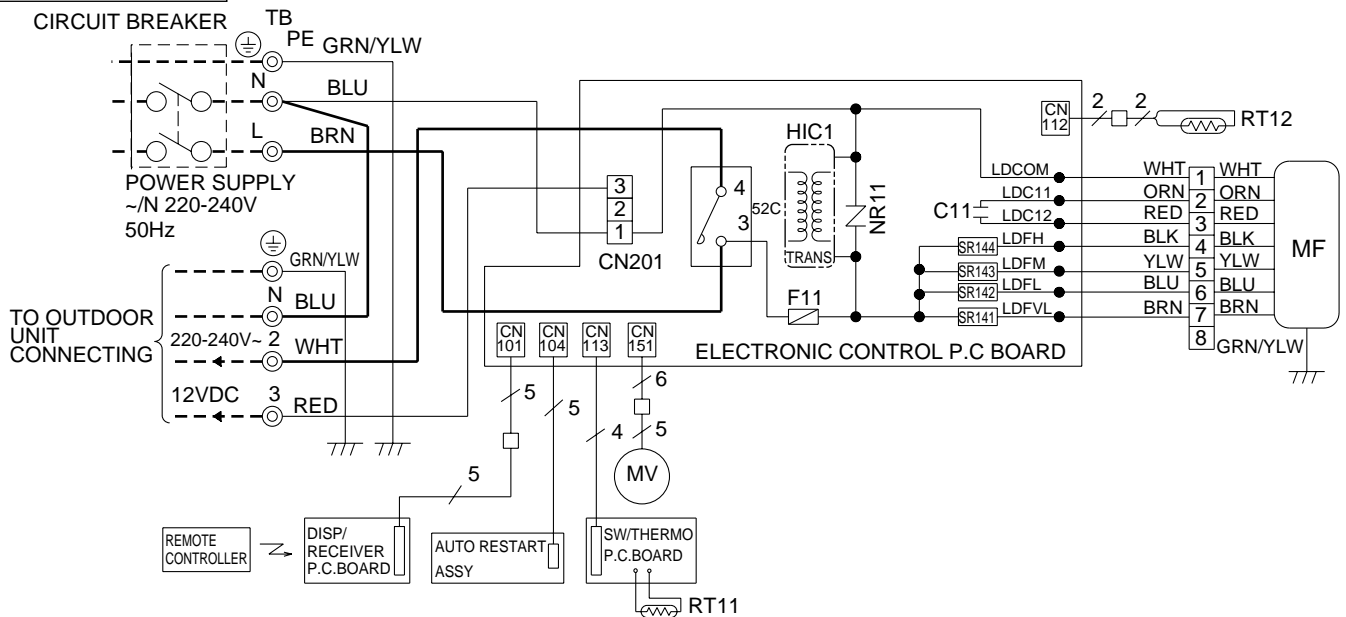 CIRCUIT BREAKER
TB
PE
GRN/YLW
N
BLU
L
BRN
POWER SUPPLY
~/N 220-240V
50Hz
GRN/YLW
N
BLU
TO OUTDOOR
UNIT
CONNECTING
220-240V~ 2
WHT
12VDC 3
RED
3
2
1
CN201
4
3
52C
HIC1
TRANS
NR11
F11
CN
112
2
2
RT12
LDCOM
WHT
1
WHT
LDC11
ORN
2
ORN
C11
LDC12
RED
3
RED
SR144
LDFH
BLK
4
BLK
SR143
LDFM
YLW
5
YLW
SR142
LDFL
BLU
6
BLU
SR141
LDFVL
BRN
7
BRN
8
GRN/YLW
MF
CN
101
CN
104
CN
113
CN
151
ELECTRONIC CONTROL P.C BOARD
5
5
4
6
5
MV
5
REMOTE
CONTROLLER
DISP/
RECEIVER
P.C.BOARD
AUTO RESTART
ASSY
SW/THERMO
P.C.BOARD
RT11